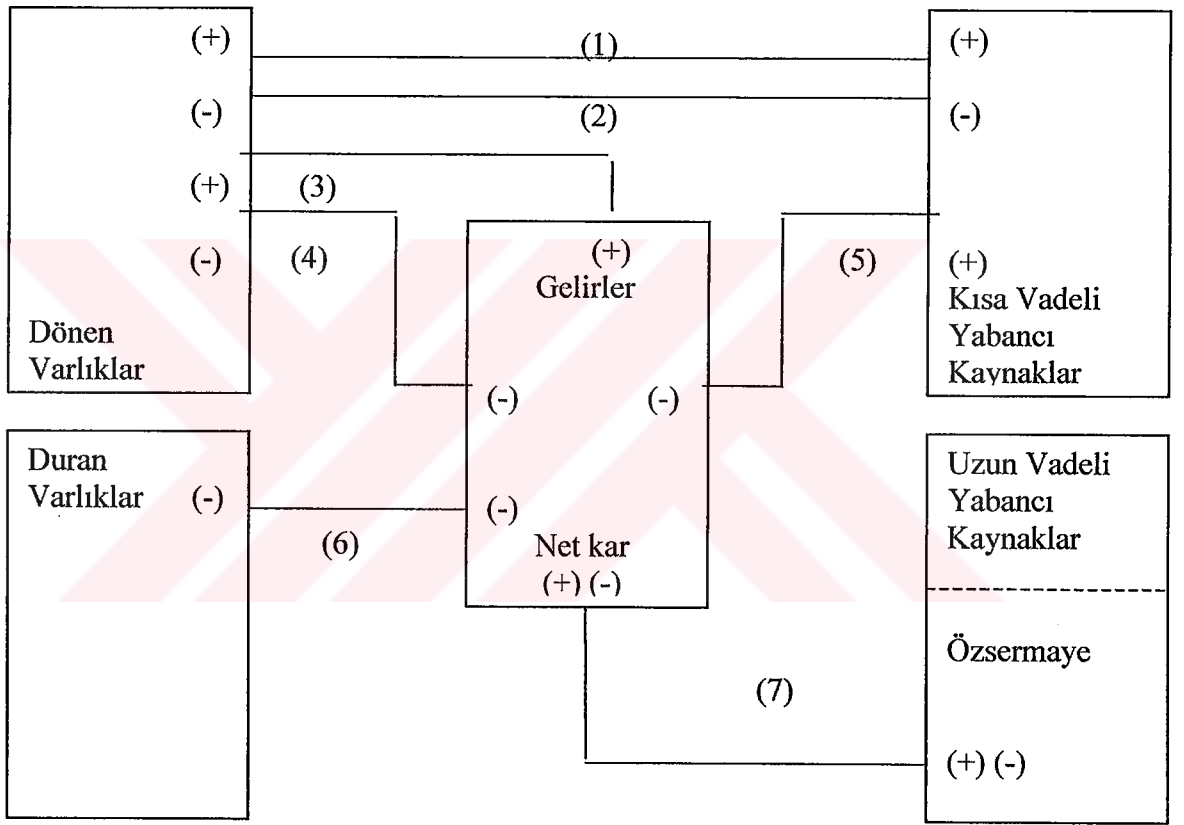 (+)
(-)
(+)
(-)
Dönen
Varlıklar
(1)
(2)
(3)
(4)
(5)
(+)
(-)
(+)
Kısa Vadeli
Yabancı
Kaynaklar
(+)
Gelirler
(-) (-)
(-)
Net kar
(+) (-)
Duran
Varlıklar (-)
(6)
(7)
Uzun Vadeli
Yabancı
Kaynaklar
Özsermaye
(+) (-)